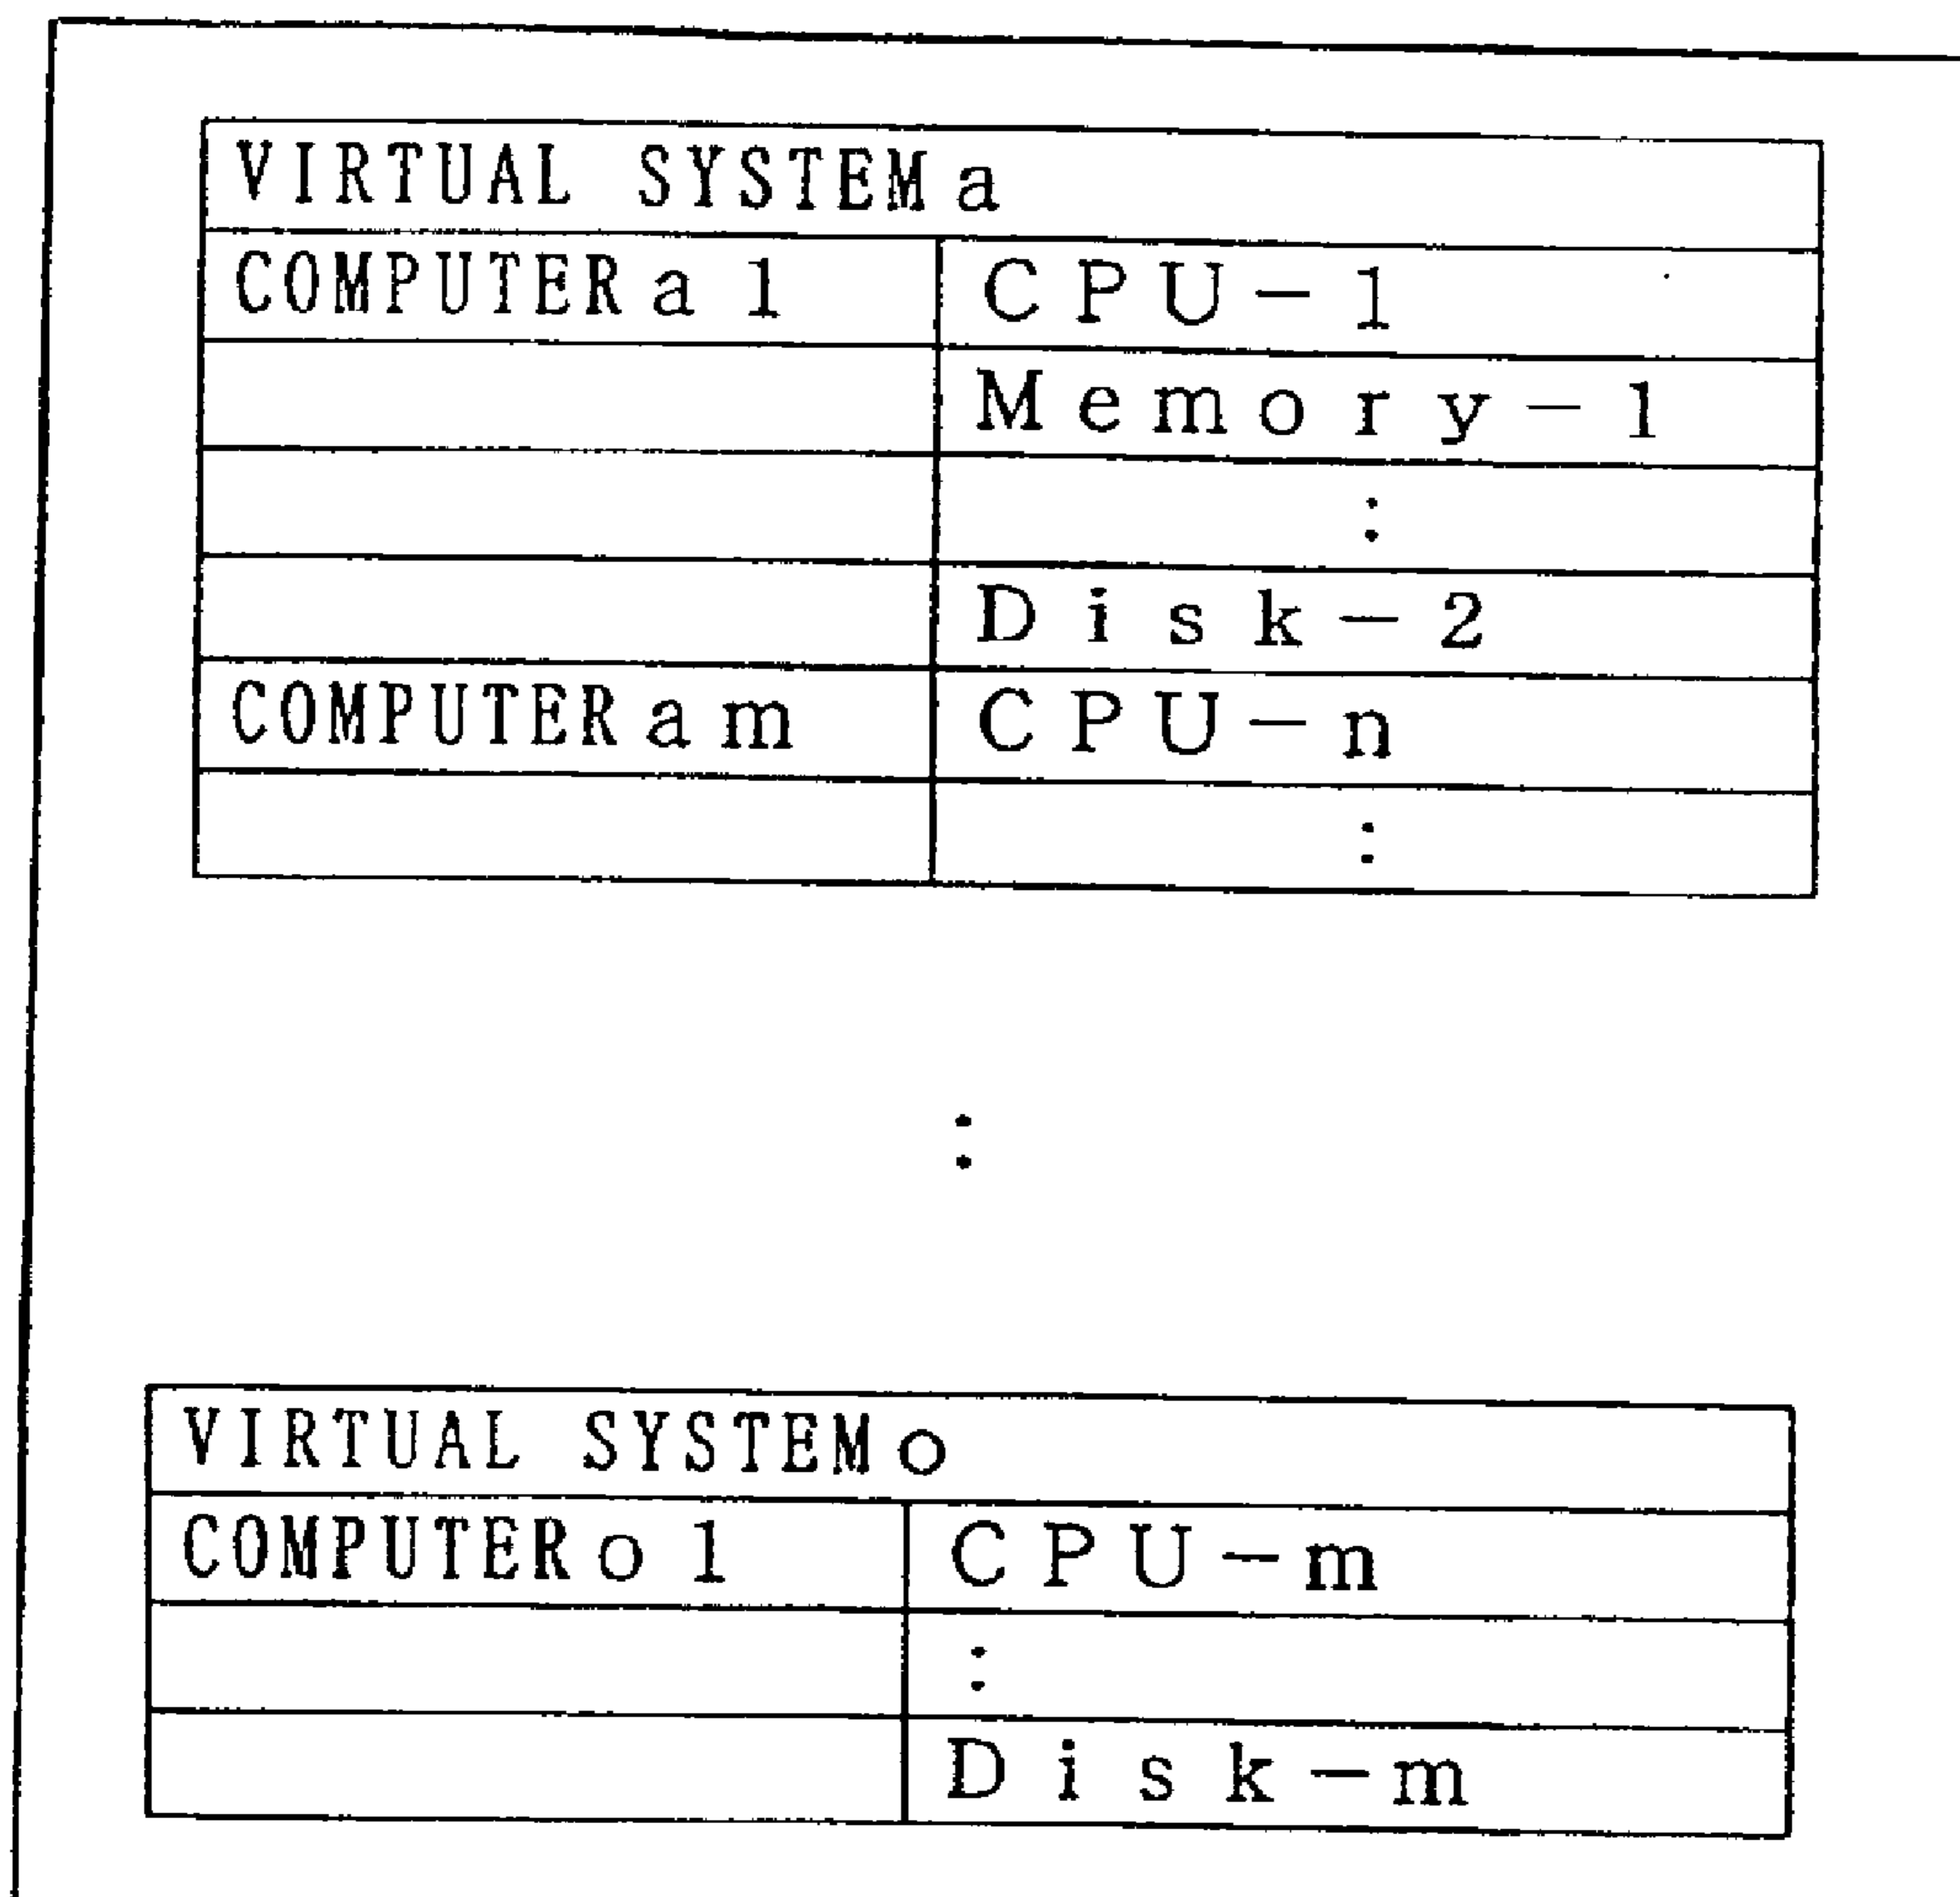 VIRTUAL SYSTEMa
COMPUTERa1 CPU-1
Memory-1
:
Disk-2
COMPUTERam CPU-n
:
:
VIRTUAL SYSTEMo
COMPUTERo1 CPU-m
:
Disk-m